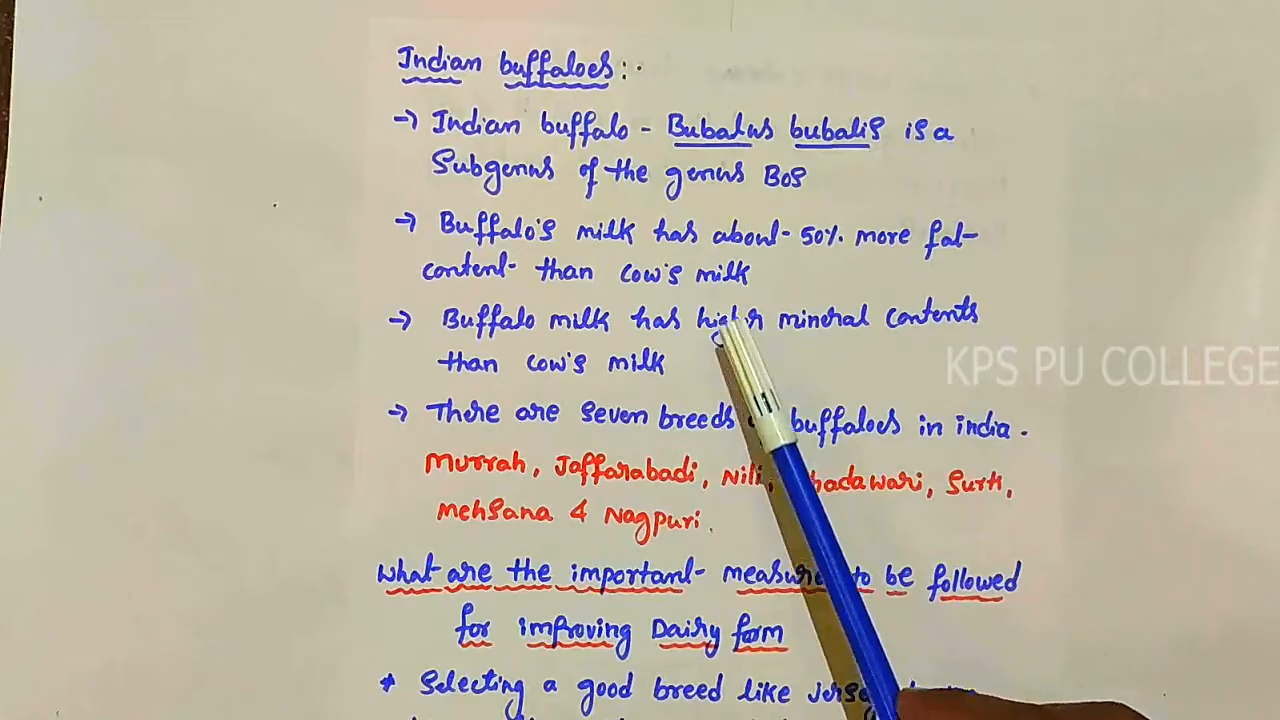 Indian buffaloes:-
→ Indian buffalo - Bubalus bubalis is a
Subgenus of the genus Bos
→ Buffalo's milk has about 50% more fat
content than cow's milk
→ Buffalo milk has higher mineral contents
than cow's milk
KPS PU COLLEGE
→ There are seven breeds buffaloes in india.
Murrah, Jaffarabadi, Nili, Surti,
Mehsana & Nagpuri.
What are the important measures to be followed
for improving Dairy farm
* Selecting a good breed like